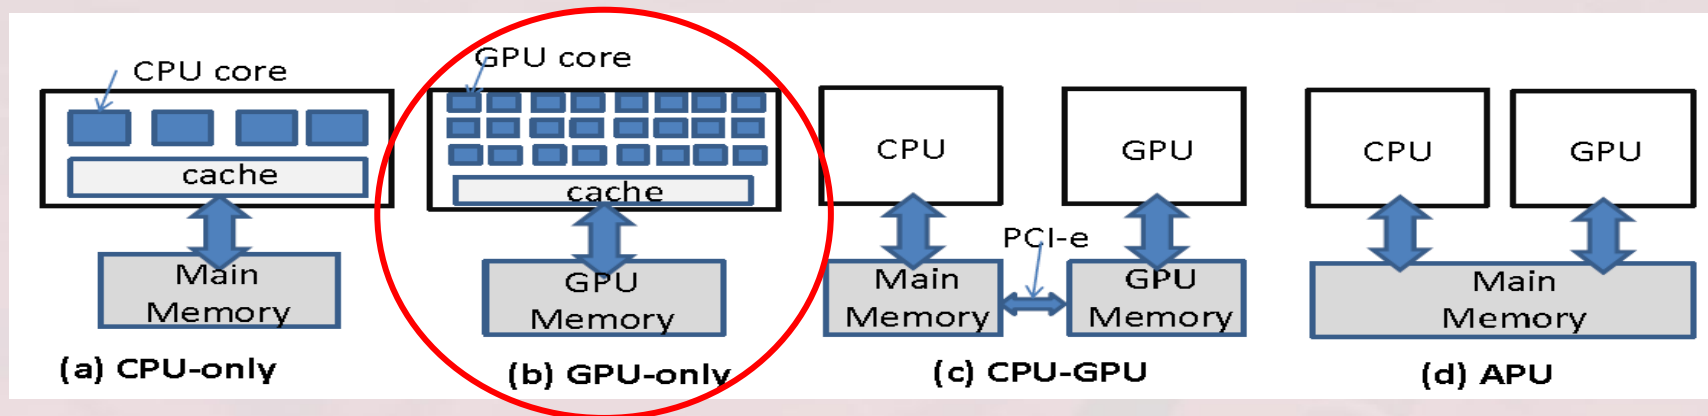 CPU core
cache
Main
Memory
(a) CPU-only
GPU core
cache
GPU
Memory
(b) GPU-only
CPU
GPU
PCI-e
Main
Memory
GPU
Memory
(c) CPU-GPU
CPU
GPU
Main
Memory
(d) APU